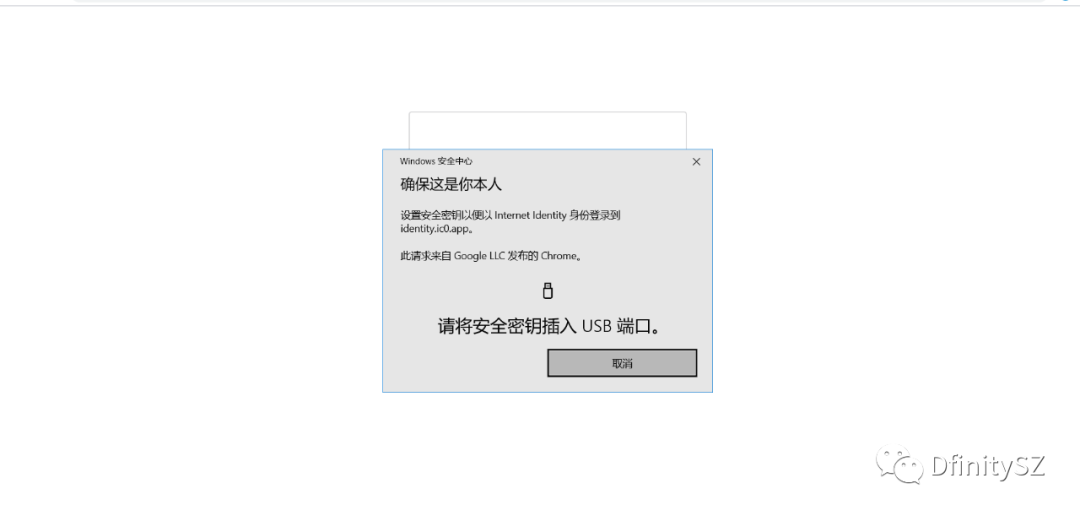 Windows 安全中心
确保这是你本人
设置安全密钥以便以 Internet Identity 身份登录到
identity.ic0.app。
此请求来自 Google LLC 发布的 Chrome。
请将安全密钥插入 USB 端口。
取消
DfinitySZ